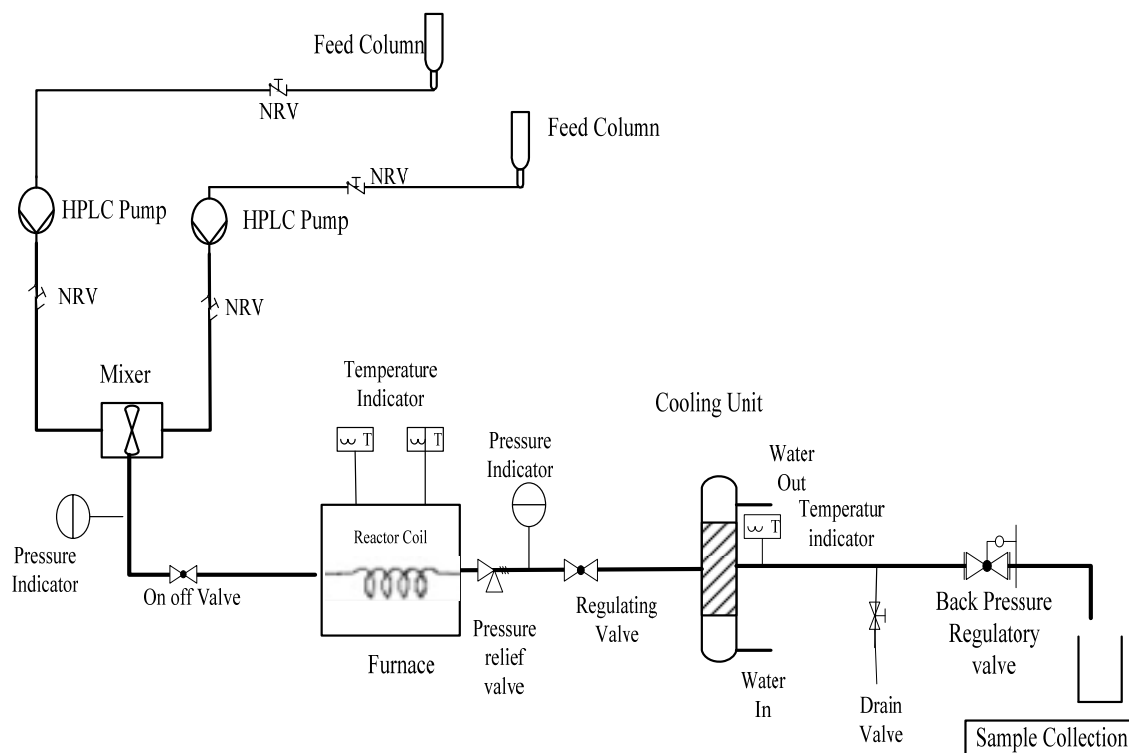 Feed Column
NRV
Feed Column
NRV
HPLC Pump
HPLC Pump
NRV
NRV
Mixer
Temperature
Indicator
Cooling Unit
ω T
ω T
Pressure
Indicator
Water
Out
Temperatur
indicator
ω T
Pressure
Indicator
Reactor Coil
On off Valve
Furnace
Pressure
relief
valve
Regulating
Valve
Water
In
Drain
Valve
Back Pressure
Regulatory
valve
Sample Collection